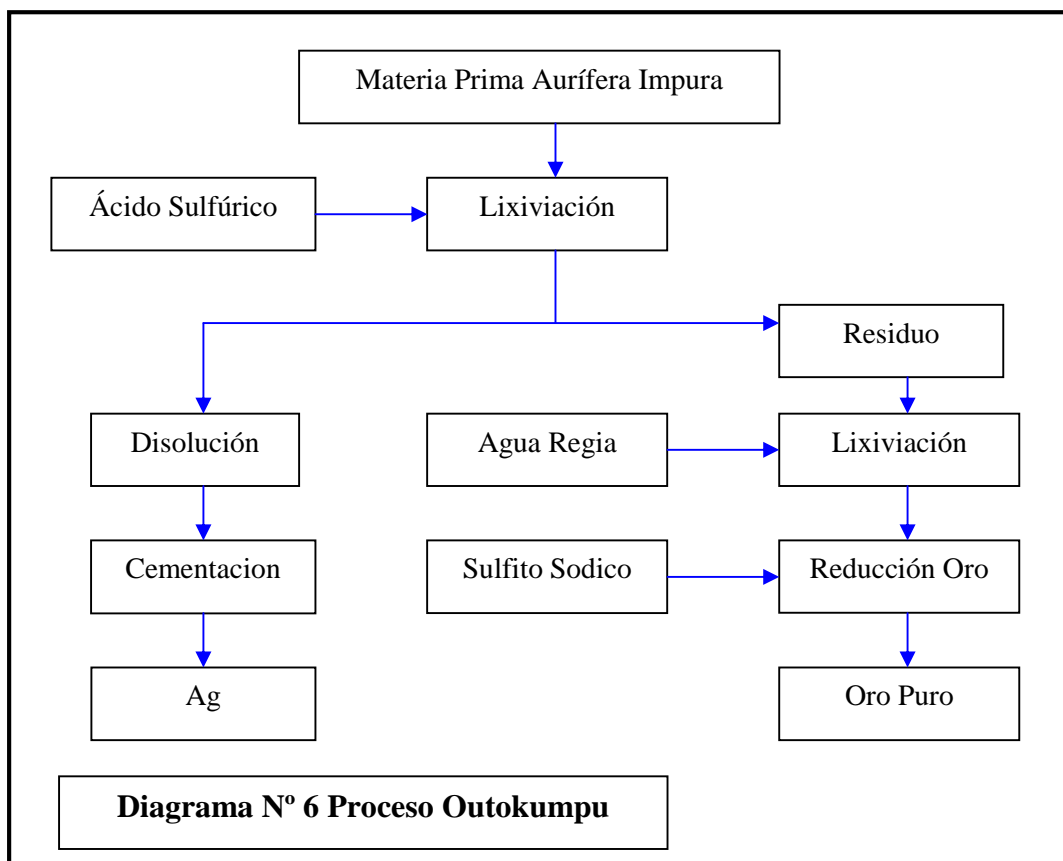 Materia Prima Aurífera Impura
Ácido Sulfúrico
Lixiviación
Residuo
Disolución
Agua Regia
Lixiviación
Cementacion
Sulfito Sodico
Reducción Oro
Ag
Oro Puro
Diagrama Nº 6 Proceso Outokumpu